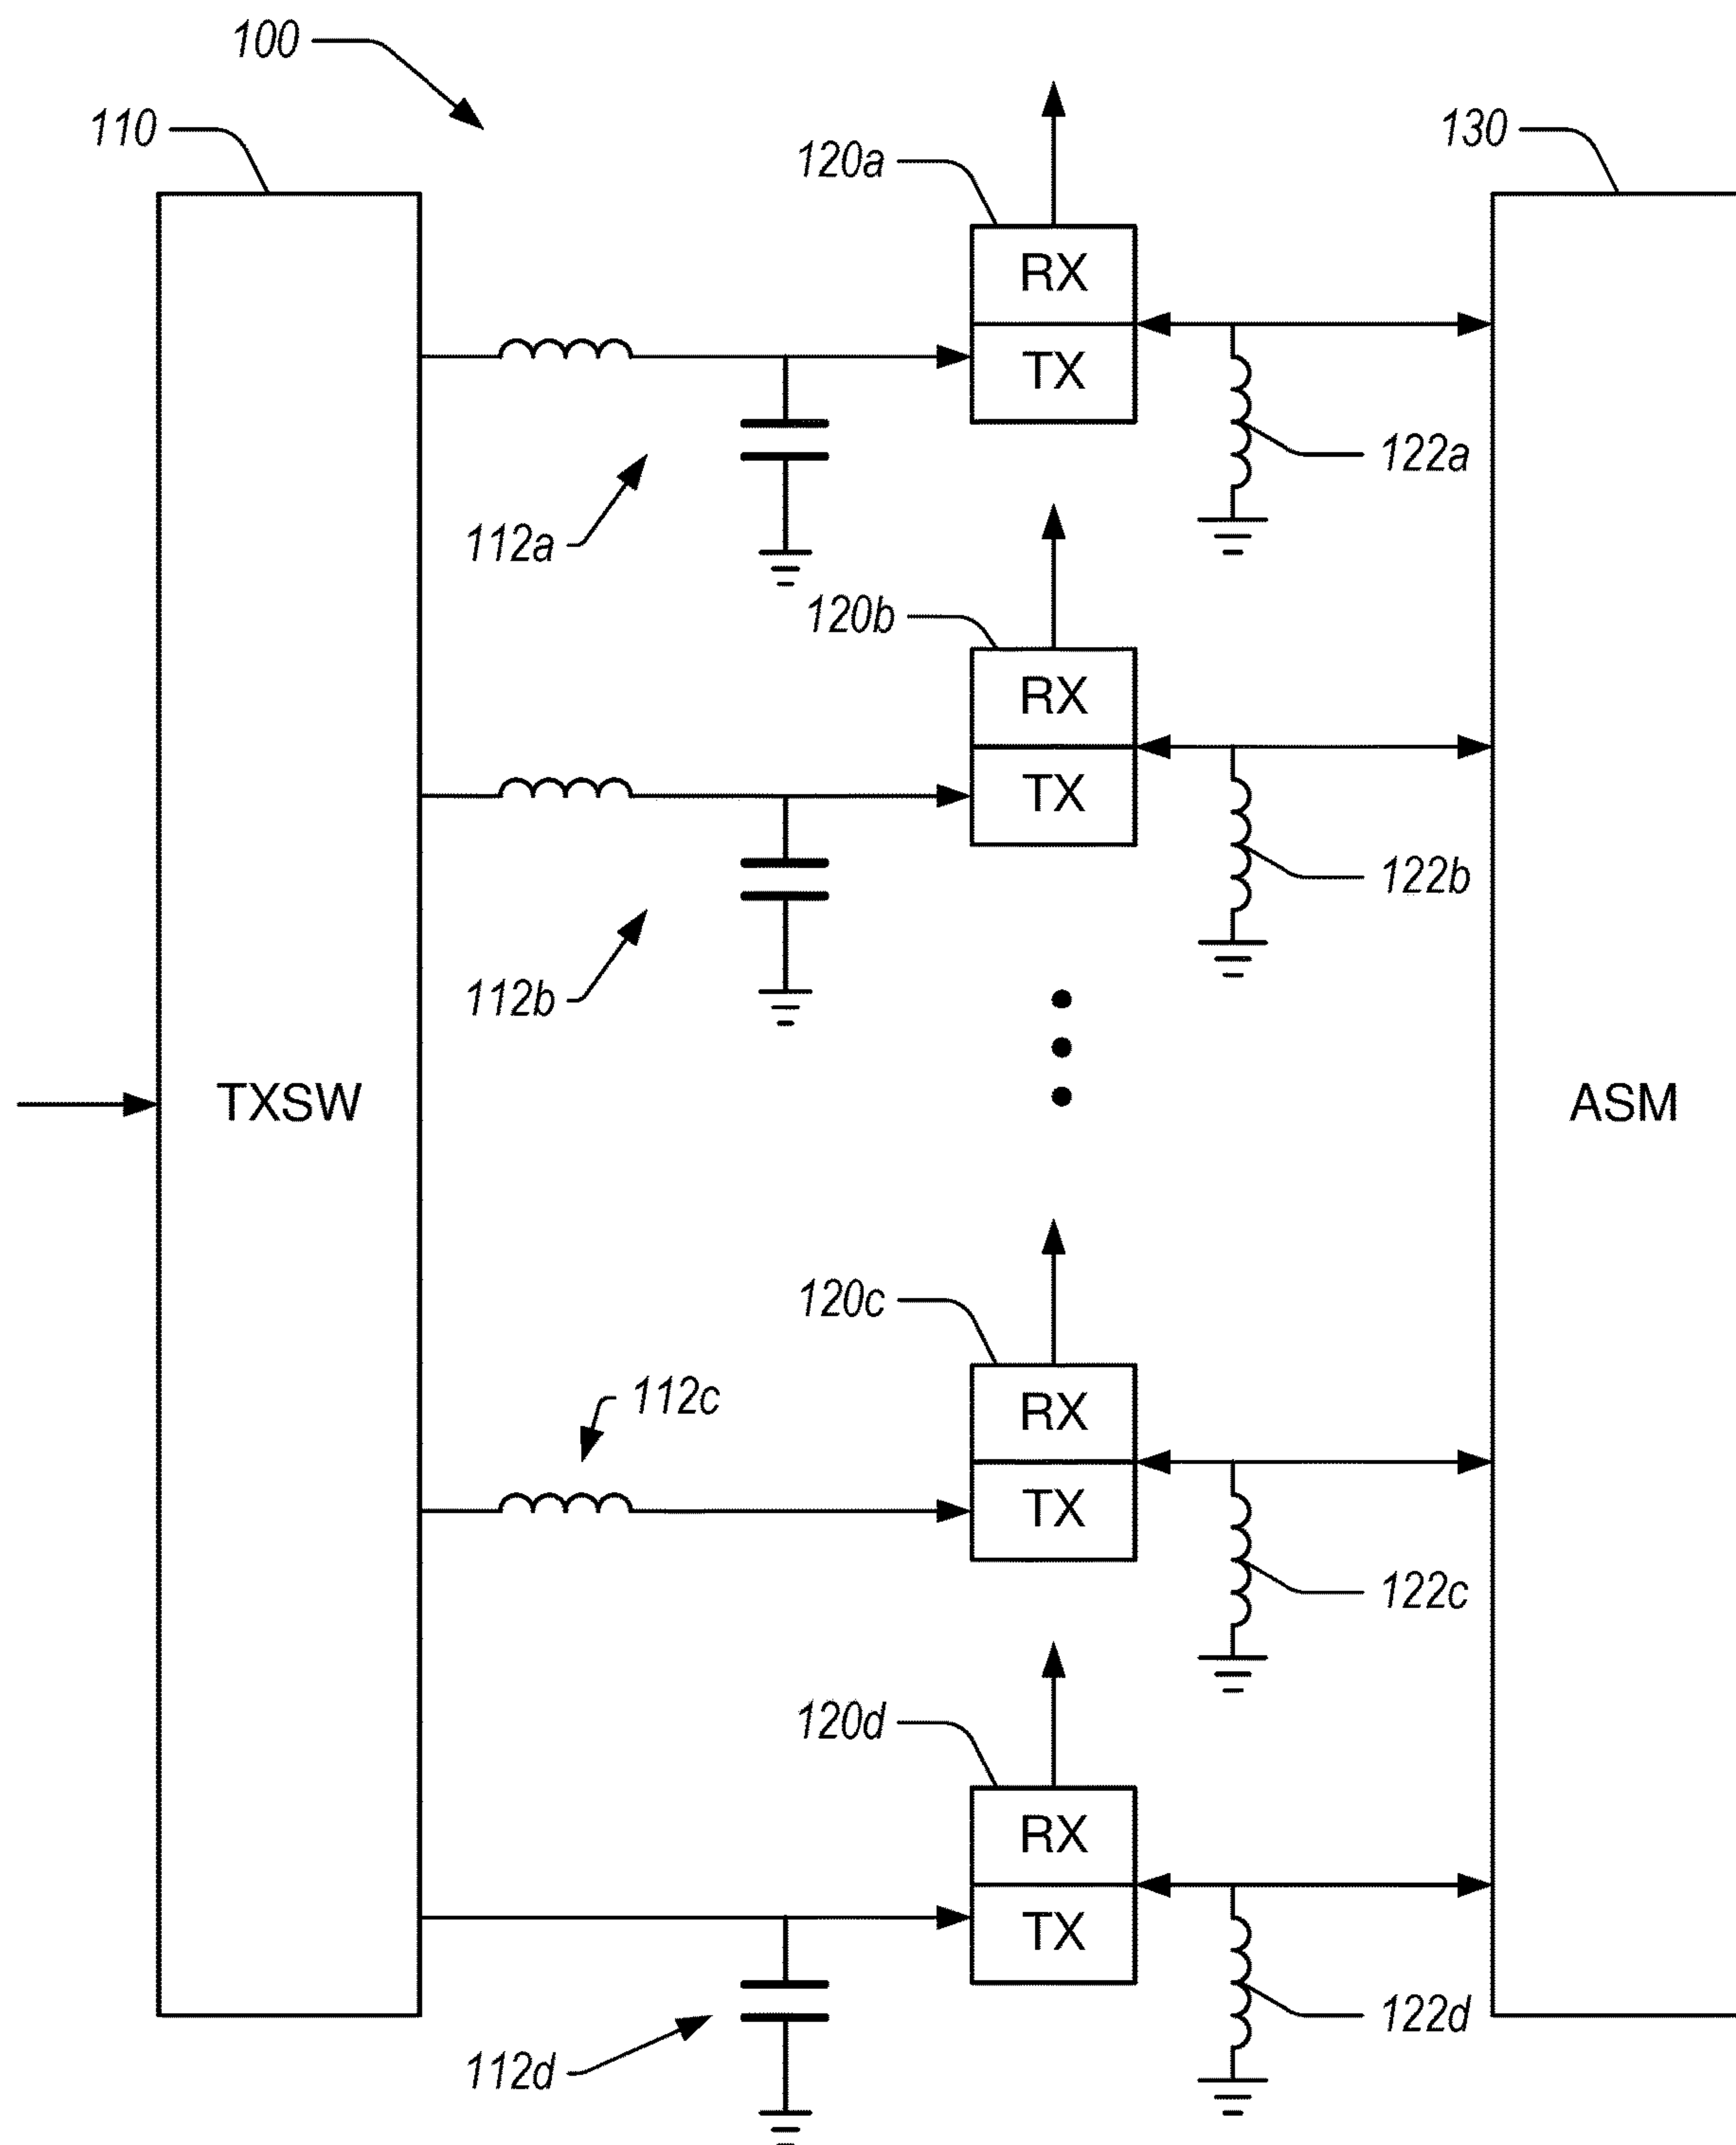 100
110
120a
130
RX
TX
122a
112a
120b
RX
TX
122b
112b
TXSW
ASM
120c
112c
RX
TX
122c
120d
RX
TX
122d
112d